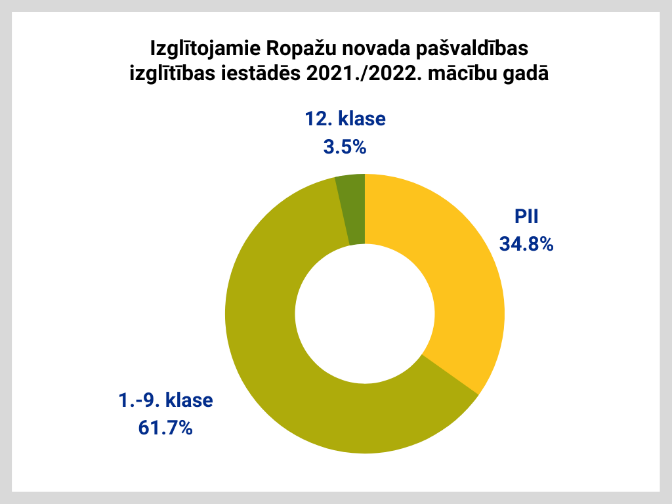 Izglītojamie Ropažu novada pašvaldības
izglītības iestādēs 2021./2022. mācību gadā
12. klase
3.5%
PII
34.8%
1.-9. klase
61.7%